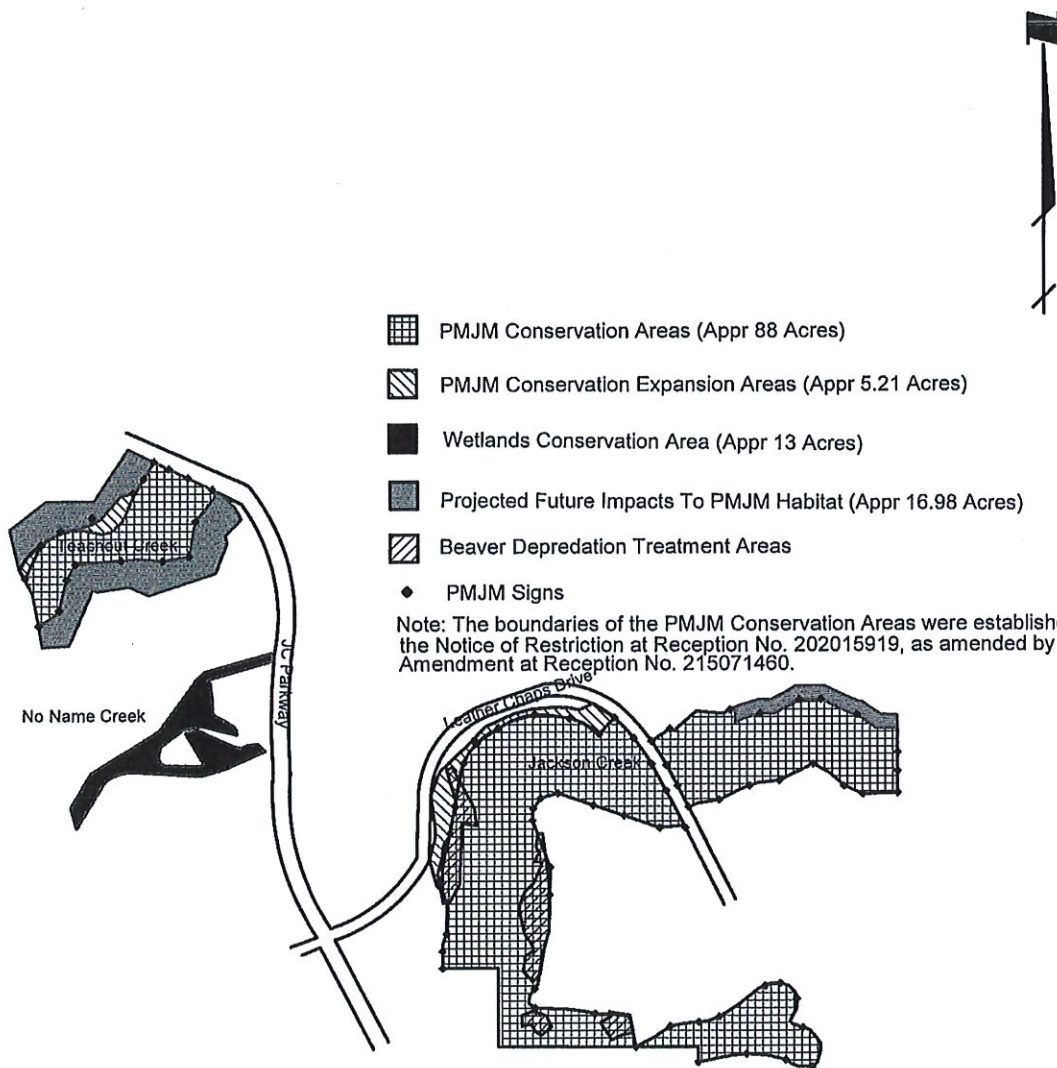 PMJM Conservation Areas (Appr 88 Acres)
PMJM Conservation Expansion Areas (Appr 5.21 Acres)
Wetlands Conservation Area (Appr 13 Acres)
Projected Future Impacts To PMJM Habitat (Appr 16.98 Acres)
Beaver Depredation Treatment Areas
PMJM Signs
Note: The boundaries of the PMJM Conservation Areas were establishe
the Notice of Restriction at Reception No. 202015919, as amended by
Amendment at Reception No. 215071460.
Teachout Creek
JC Parkway
No Name Creek
Leather Chaps Drive
Jackson Creek